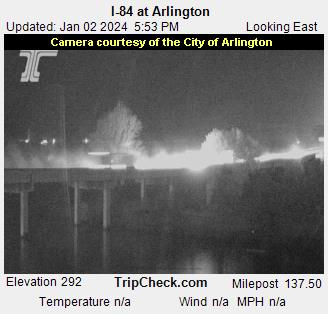 I-84 at Arlington
Updated: Jan 02 2024 5:53 PM Looking East
Camera courtesy of the City of Arlington
Elevation 292 TripCheck.com Milepost 137.50
Temperature n/a Wind n/a MPH n/a